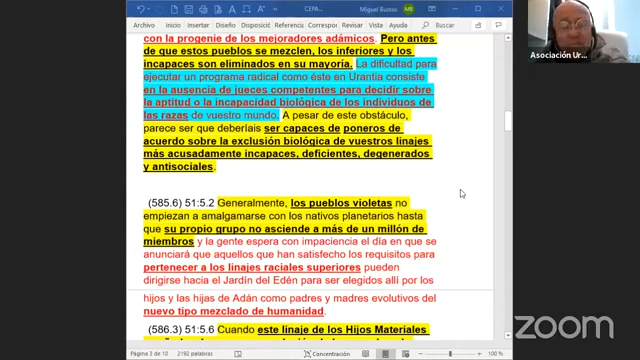 CEPA...
Miguel Bustos
MB
Archivo
Inicio
Insertar
Dibujar
Diseño
Disposición
Referencias
Correspondencia
Revisar
Vista
Ayuda
Asociación Ur...
con la progenie de los mejoradores adámicos. Pero antes
de que estos pueblos se mezclen, los inferiores y los
incapaces son eliminados en su mayoría. La dificultad para
ejecutar un programa radical como éste en Urantia consiste
en la ausencia de jueces competentes para decidir sobre
la aptitud o la incapacidad biológica de los individuos de
las razas de vuestro mundo. A pesar de este obstáculo,
parece ser que deberíais ser capaces de poneros de
acuerdo sobre la exclusión biológica de vuestros linajes
más acusadamente incapaces, deficientes, degenerados
y antisociales.
(585.6) 51:5.2 Generalmente, los pueblos violetas no
empiezan a amalgamarse con los nativos planetarios hasta
que su propio grupo no asciende a más de un millón de
miembros y la gente espera con impaciencia el día en que se
anunciará que aquellos que han satisfecho los requisitos para
pertenecer a los linajes raciales superiores pueden
dirigirse hacia el Jardín del Edén para ser elegidos allí por los
hijos y las hijas de Adán como padres y madres evolutivos del
nuevo tipo mezclado de humanidad.
(586.3) 51:5.6 Cuando este linaje de los Hijos Materiales
Página 3 de 10
2192 palabras
Concentración
100 %
zoom